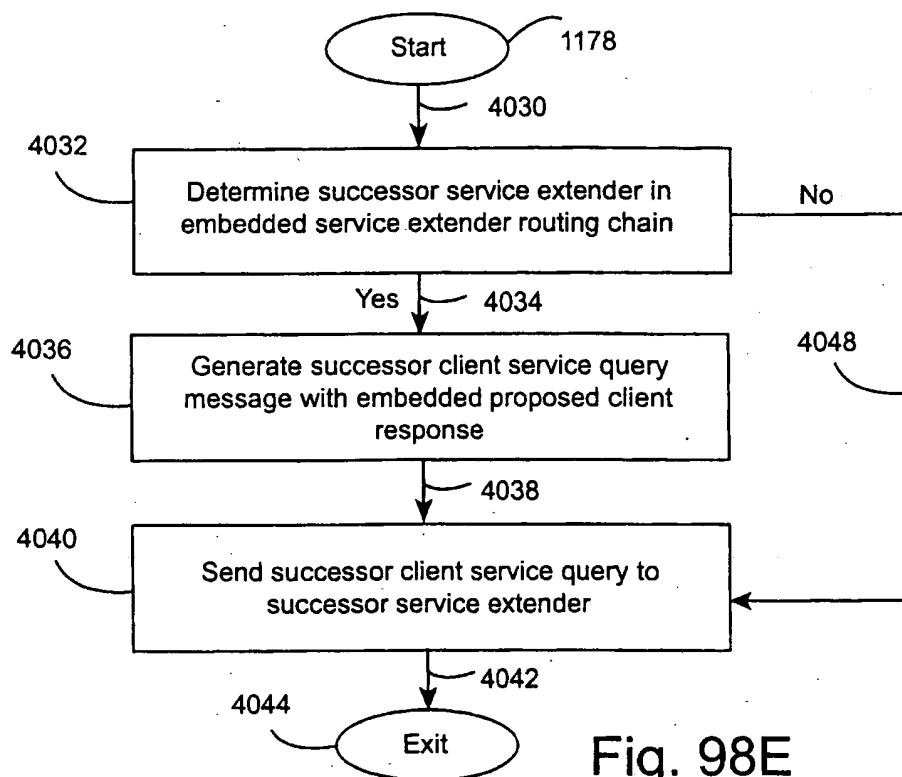 Start
1178
4030
4032
Determine successor service extender in
embedded service extender routing chain
No
Yes
4034
4036
Generate successor client service query
message with embedded proposed client
response
4048
4038
4040
Send successor client service query to
successor service extender
4042
4044
Exit
Fig. 98E